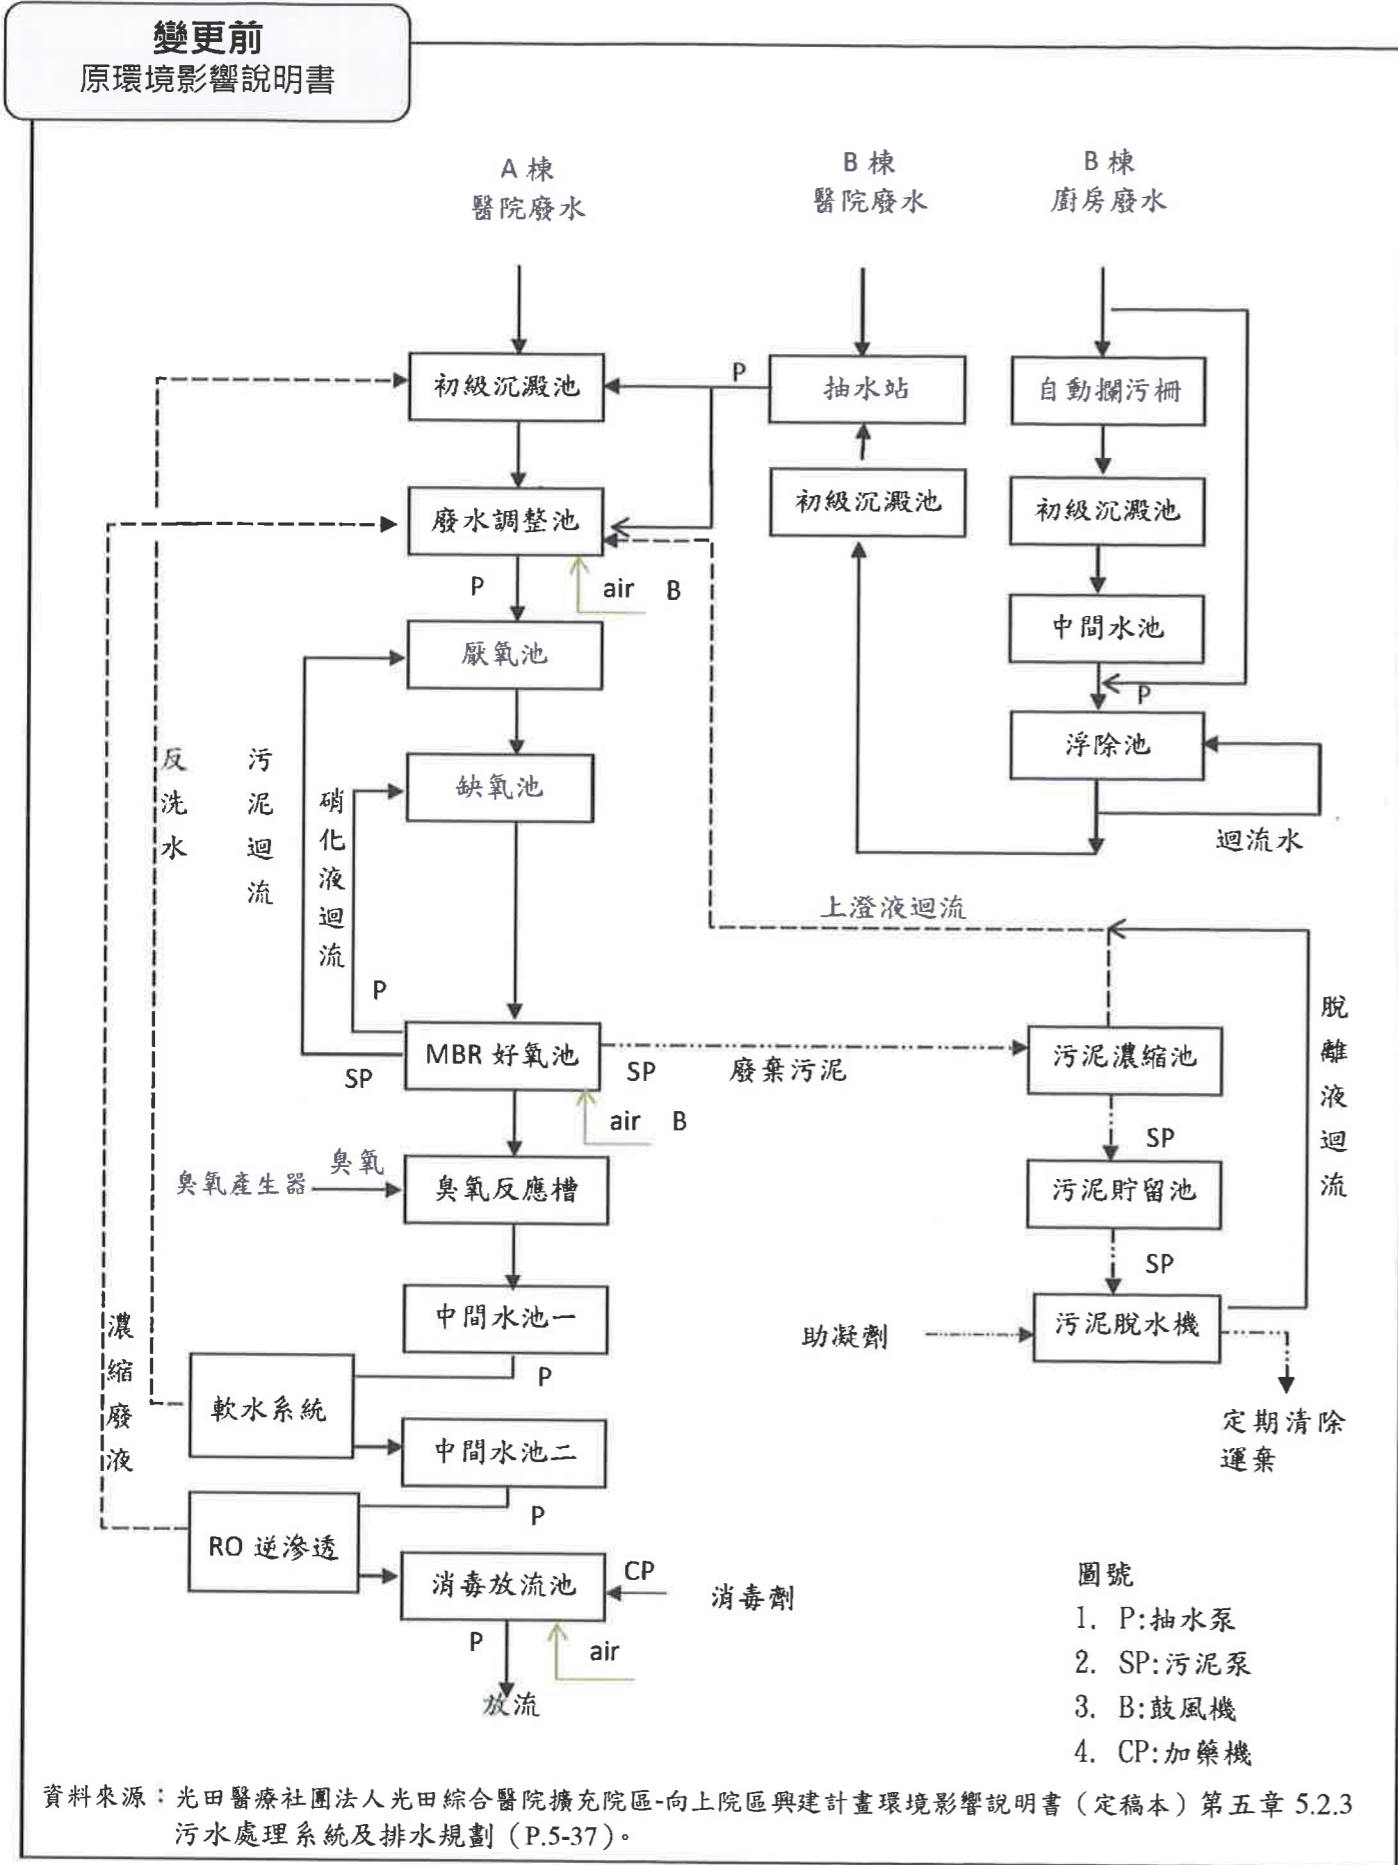 變更前
原環境影響說明書
A 棟
醫院廢水
B 棟
醫院廢水
B 棟
廚房廢水
初級沉澱池
P
抽水站
自動攔污柵
廢水調整池
初級沉澱池
初級沉澱池
P
air B
中間水池
厭氧池
P
浮除池
反洗水
污泥迴流
硝化液迴流
缺氧池
迴流水
上澄液迴流
P
MBR 好氧池
SP
SP
廢棄污泥
污泥濃縮池
脫離液迴流
air B
SP
臭氧產生器
臭氧
臭氧反應槽
污泥貯留池
SP
中間水池一
助凝劑
污泥脫水機
P
濃縮廢液
軟水系統
中間水池二
定期清除
運棄
P
RO 逆滲透
消毒放流池
CP
消毒劑
P
air
放流
圖號
1. P:抽水泵
2. SP:污泥泵
3. B:鼓風機
4. CP:加藥機
資料來源：光田醫療社團法人光田綜合醫院擴充院區-向上院區興建計畫環境影響說明書（定稿本）第五章 5.2.3
污水處理系統及排水規劃（P.5-37）。